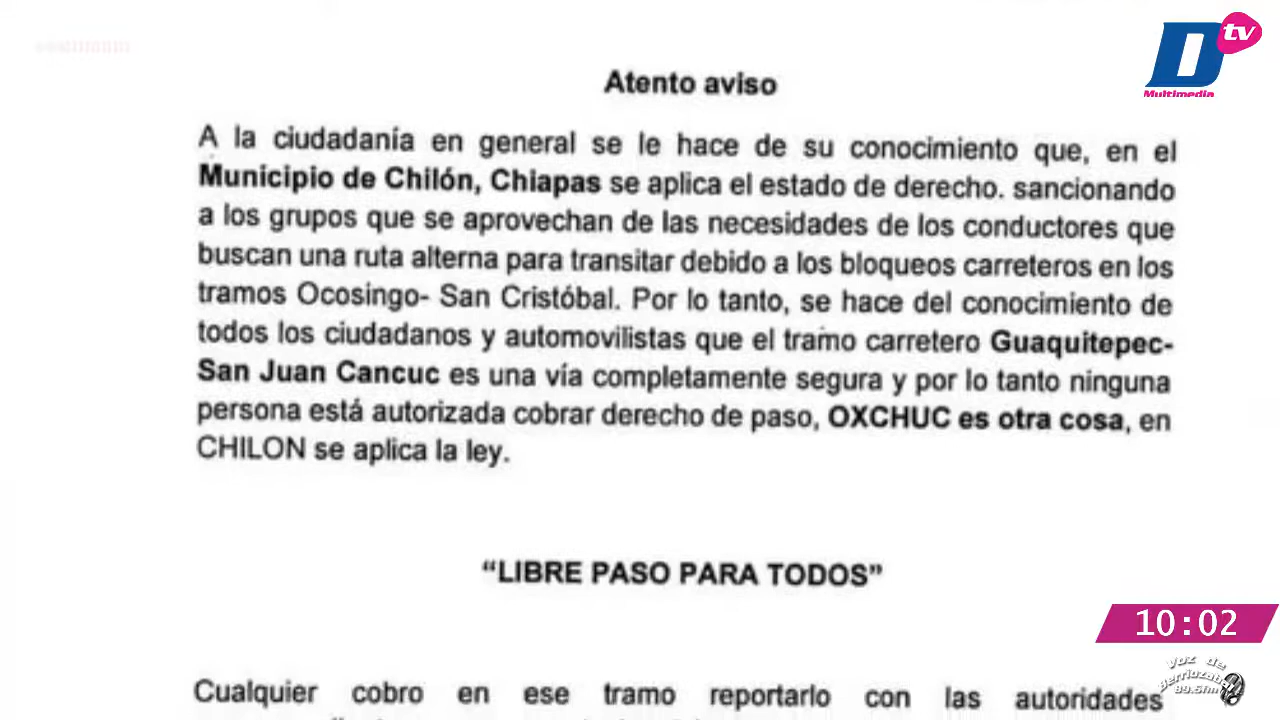 D tv
Multimedia
Atento aviso
A la ciudadanía en general se le hace de su conocimiento que, en el
Municipio de Chilón, Chiapas se aplica el estado de derecho. sancionando
a los grupos que se aprovechan de las necesidades de los conductores que
buscan una ruta alterna para transitar debido a los bloqueos carreteros en los
tramos Ocosingo- San Cristóbal. Por lo tanto, se hace del conocimiento de
todos los ciudadanos y automovilistas que el tramo carretero Guaquitepec-
San Juan Cancuc es una vía completamente segura y por lo tanto ninguna
persona está autorizada cobrar derecho de paso, OXCHUC es otra cosa, en
CHILON se aplica la ley.
“LIBRE PASO PARA TODOS”
10:02
Voz de
Berriozabal
89.5fm
Cualquier cobro en ese tramo reportarlo con las autoridades